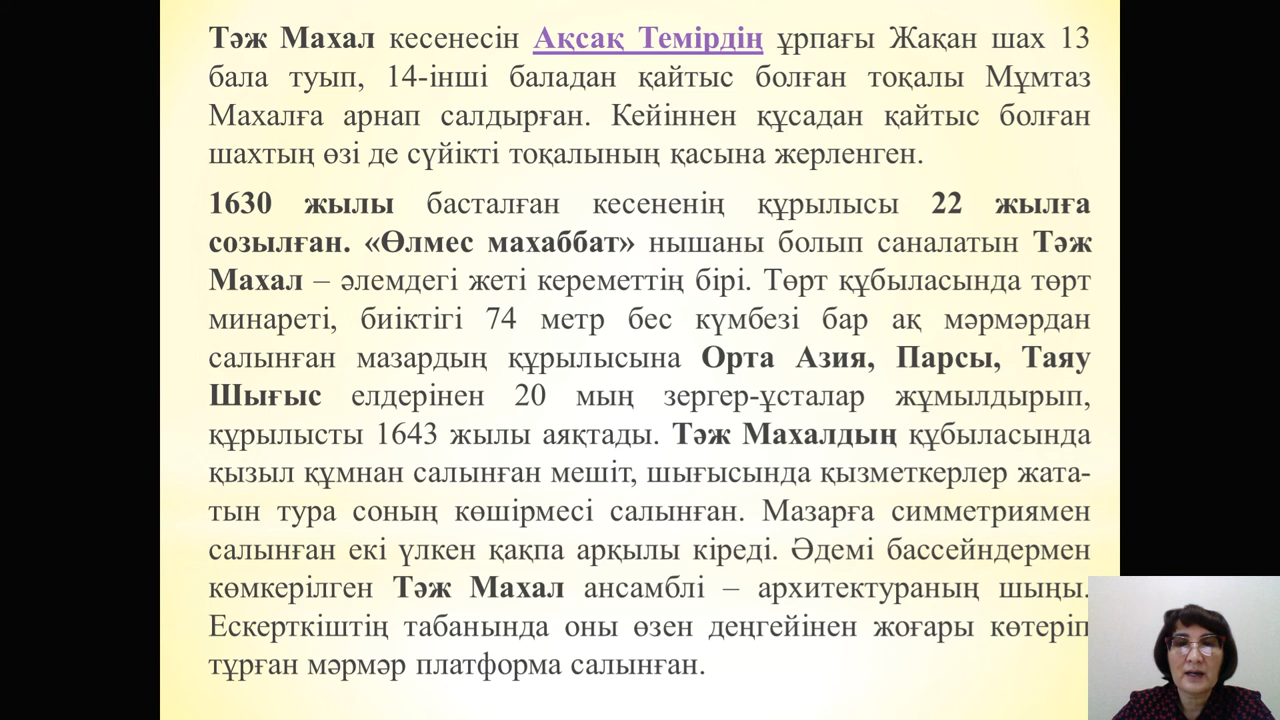 Тәж Махал кесенесін Ақсақ Темірдің ұрпағы Жақан шах 13
бала туып, 14-інші баладан қайтыс болған тоқалы Мұмтаз
Махалға арнап салдырған. Кейіннен құсадан қайтыс болған
шахтың өзі де сүйікті тоқалының қасына жерленген.
1630 жылы басталған кесененің құрылысы 22 жылға
созылған. «Өлмес махаббат» нышаны болып саналатын Тәж
Махал – әлемдегі жеті кереметтің бірі. Төрт құбыласында төрт
минареті, биіктігі 74 метр бес күмбезі бар ақ мәрмәрдан
салынған мазардың құрылысына Орта Азия, Парсы, Таяу
Шығыс елдерінен 20 мың зергер-ұсталар жұмылдырып,
құрылысты 1643 жылы аяқтады. Тәж Махалдың құбыласында
қызыл құмнан салынған мешіт, шығысында қызметкерлер жата-
тын тура соның көшірмесі салынған. Мазарға симметриямен
салынған екі үлкен қақпа арқылы кіреді. Әдемі бассейндермен
көмкерілген Тәж Махал ансамблі – архитектураның шыңы.
Ескерткіштің табанында оны өзен деңгейінен жоғары көтеріп
тұрған мәрмәр платформа салынған.